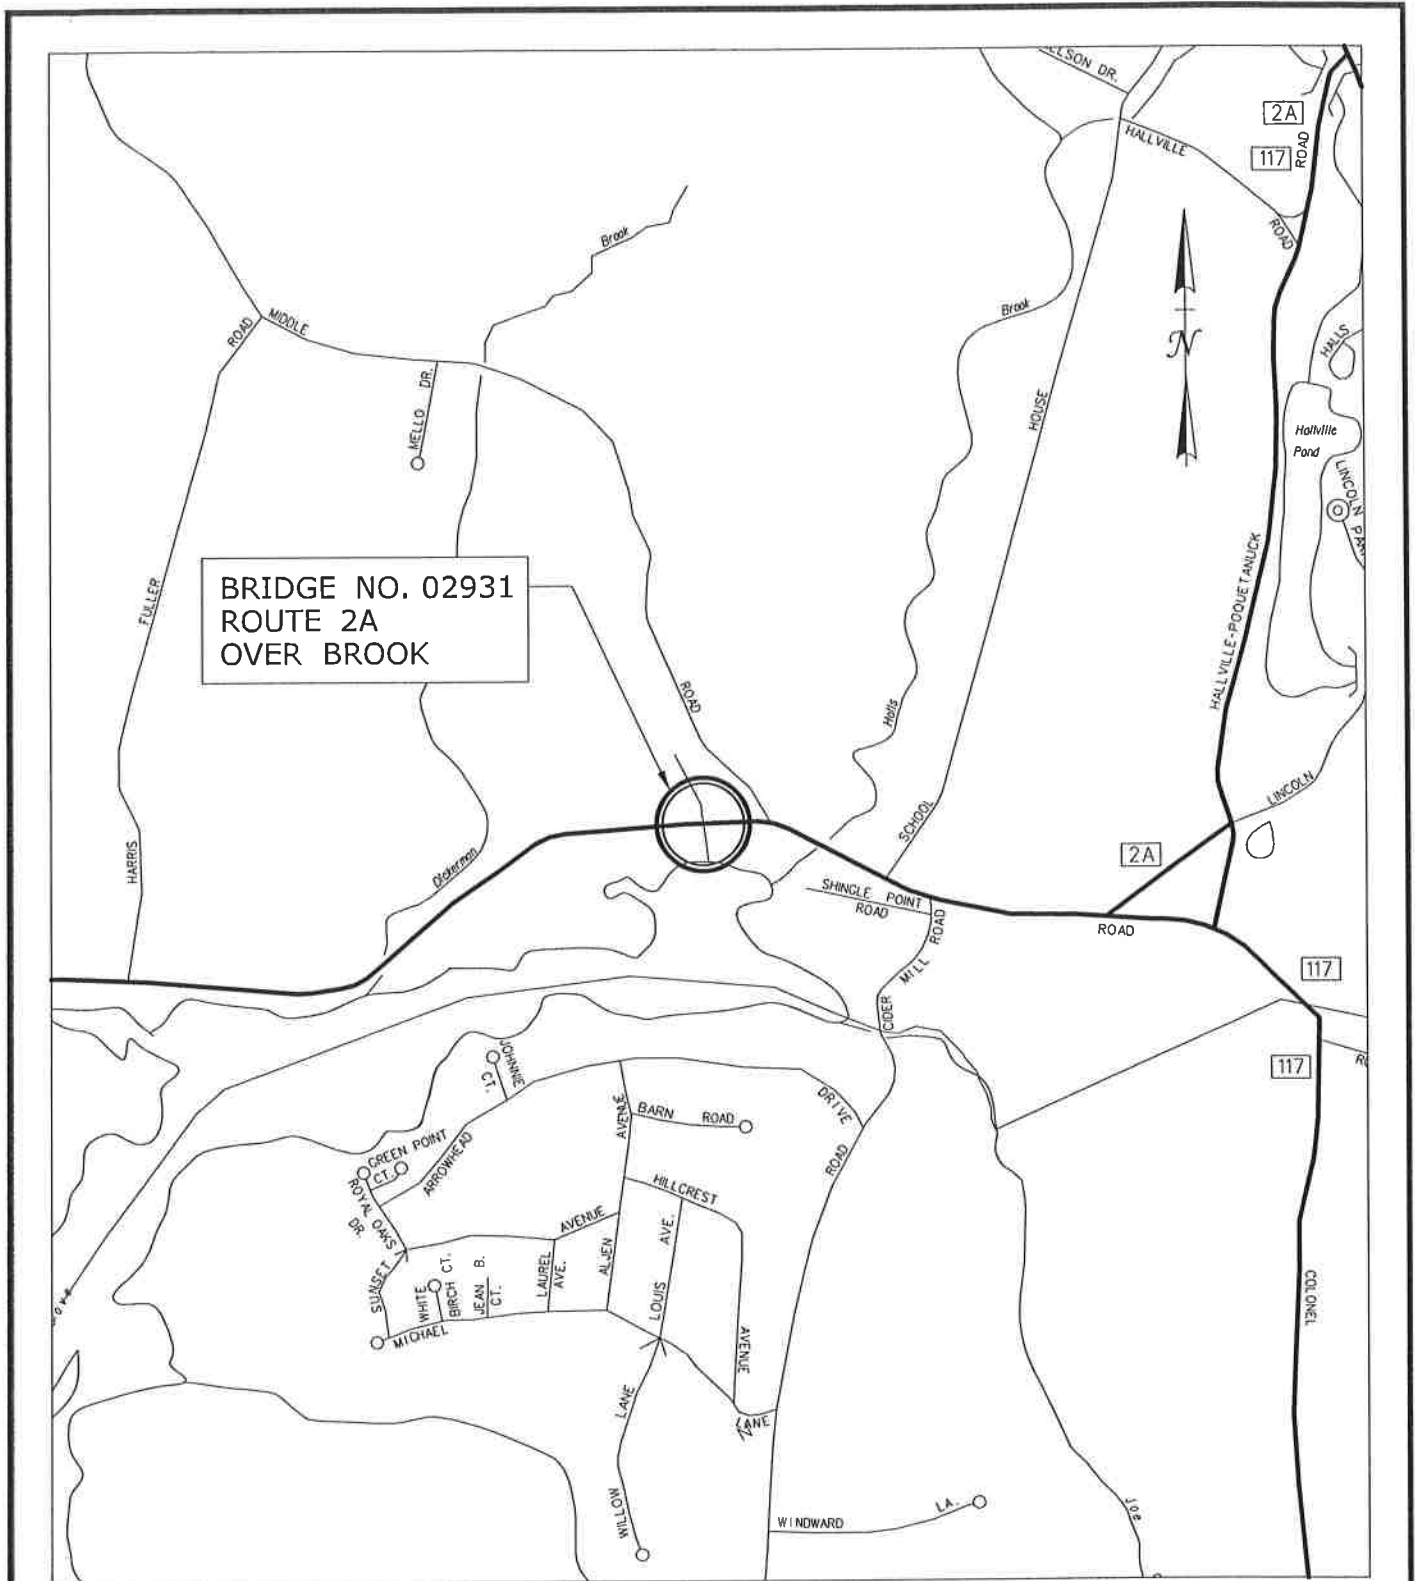 DR.
2A
117
ROAD
HALLVILLE
ROAD
Brook
MIDDLE
ROAD
Brook
N
HALLS
MELLO DR.
HOUSE
Hallville
Pond
LINCOLN
HALLVILLE-POQUETANUCK
FULLER
BRIDGE NO. 02931
ROUTE 2A
OVER BROOK
ROAD
Halls
LINCOLN
SCHOOL
HARRIS
Dickerman
2A
SHINGLE POINT
ROAD
ROAD
ROAD
MILL
117
CIDER
JOHNNIE
CT.
117
DRIVE
BARN ROAD
AVENUE
GREEN POINT
CT.
ARROWHEAD
ROAD
ROYAL OAKS
DR.
HILLCREST
AVENUE
AVE.
SUNSET
WHITE
BIRCH CT.
JEAN B.
CT.
LAUREL
AVE.
ALJEN
LOUIS
COLONEL
MICHAEL
AVENUE
LANE
LANE
WILLOW
LA.
WINDWARD
Joe